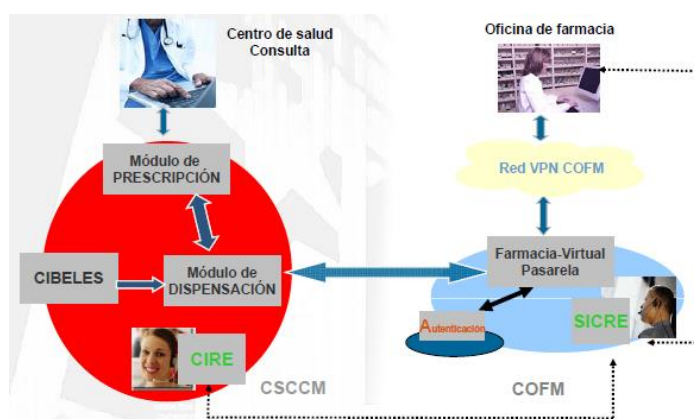 Centro de salud
Consulta
Oficina de farmacia
Módulo de
PRESCRIPCIÓN
Red VPN COFM
CIBELES
Módulo de
DISPENSACIÓN
Farmacia-Virtual
Pasarela
Autenticación
SICRE
CIRE
CSCCM
COFM